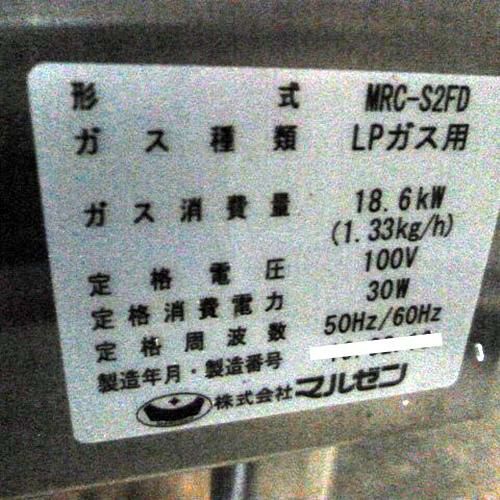 形式 MRC-S2FD
ガス種類 LPガス用
ガス消費量 18.6kW
(1.33kg/h)
定格電圧 100V
定格消費電力 30W
定格周波数 50Hz/60Hz
製造年月・製造番号
株式会社マルゼン